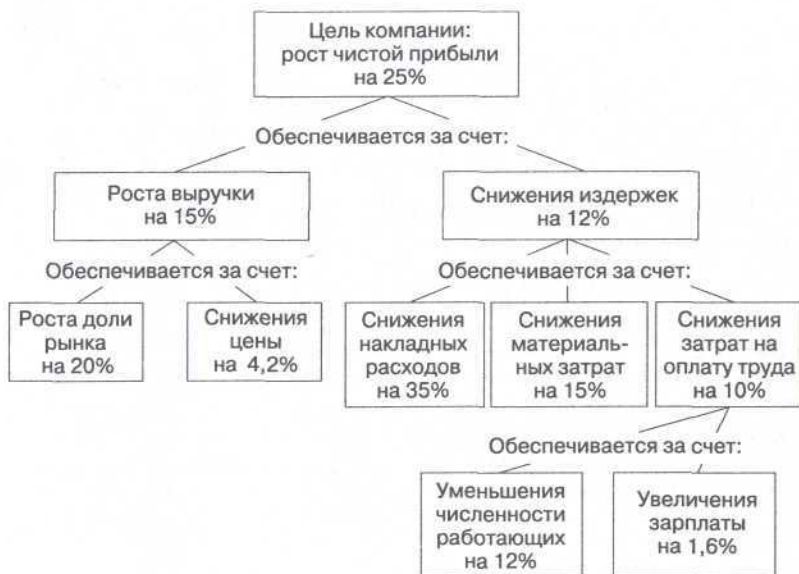 Цель компании:
рост чистой прибыли
на 25%
Обеспечивается за счет:
Роста выручки
на 15%
Снижения издержек
на 12%
Обеспечивается за счет:
Обеспечивается за счет:
Роста доли
рынка
на 20%
Снижения
цены
на 4,2%
Снижения
накладных
расходов
на 35%
Снижения
материаль-
ных затрат
на 15%
Снижения
затрат на
оплату труда
на 10%
Обеспечивается за счет:
Уменьшения
численности
работающих
на 12%
Увеличения
зарплаты
на 1,6%